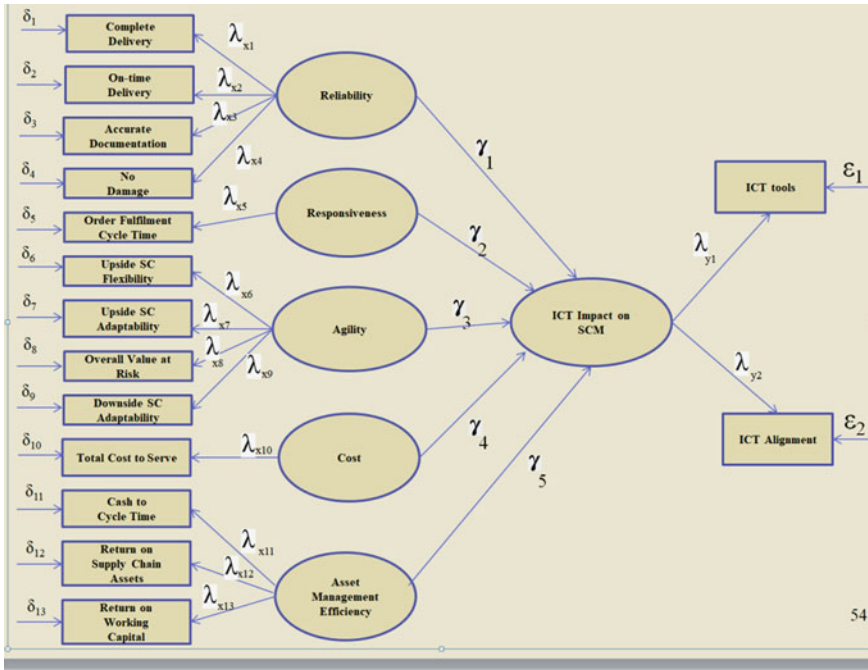 δ1
Complete
Delivery
λx1
δ2
On-time
Delivery
λx2
Reliability
δ3
Accurate
Documentation
λx3
γ1
δ4
No
Damage
λx4
ICT tools
ε1
δ5
Order Fulfilment
Cycle Time
λx5
Responsiveness
γ2
λy1
δ6
Upside SC
Flexibility
λx6
δ7
Upside SC
Adaptability
λx7
Agility
γ3
ICT Impact on
SCM
δ8
Overall Value at
Risk
λx8
λy2
δ9
Downside SC
Adaptability
λx9
γ4
ICT Alignment
ε2
δ10
Total Cost to Serve
λx10
Cost
γ5
δ11
Cash to
Cycle Time
λx11
δ12
Return on
Supply Chain
Assets
λx12
Asset
Management
Efficiency
δ13
Return on
Working
Capital
λx13
54